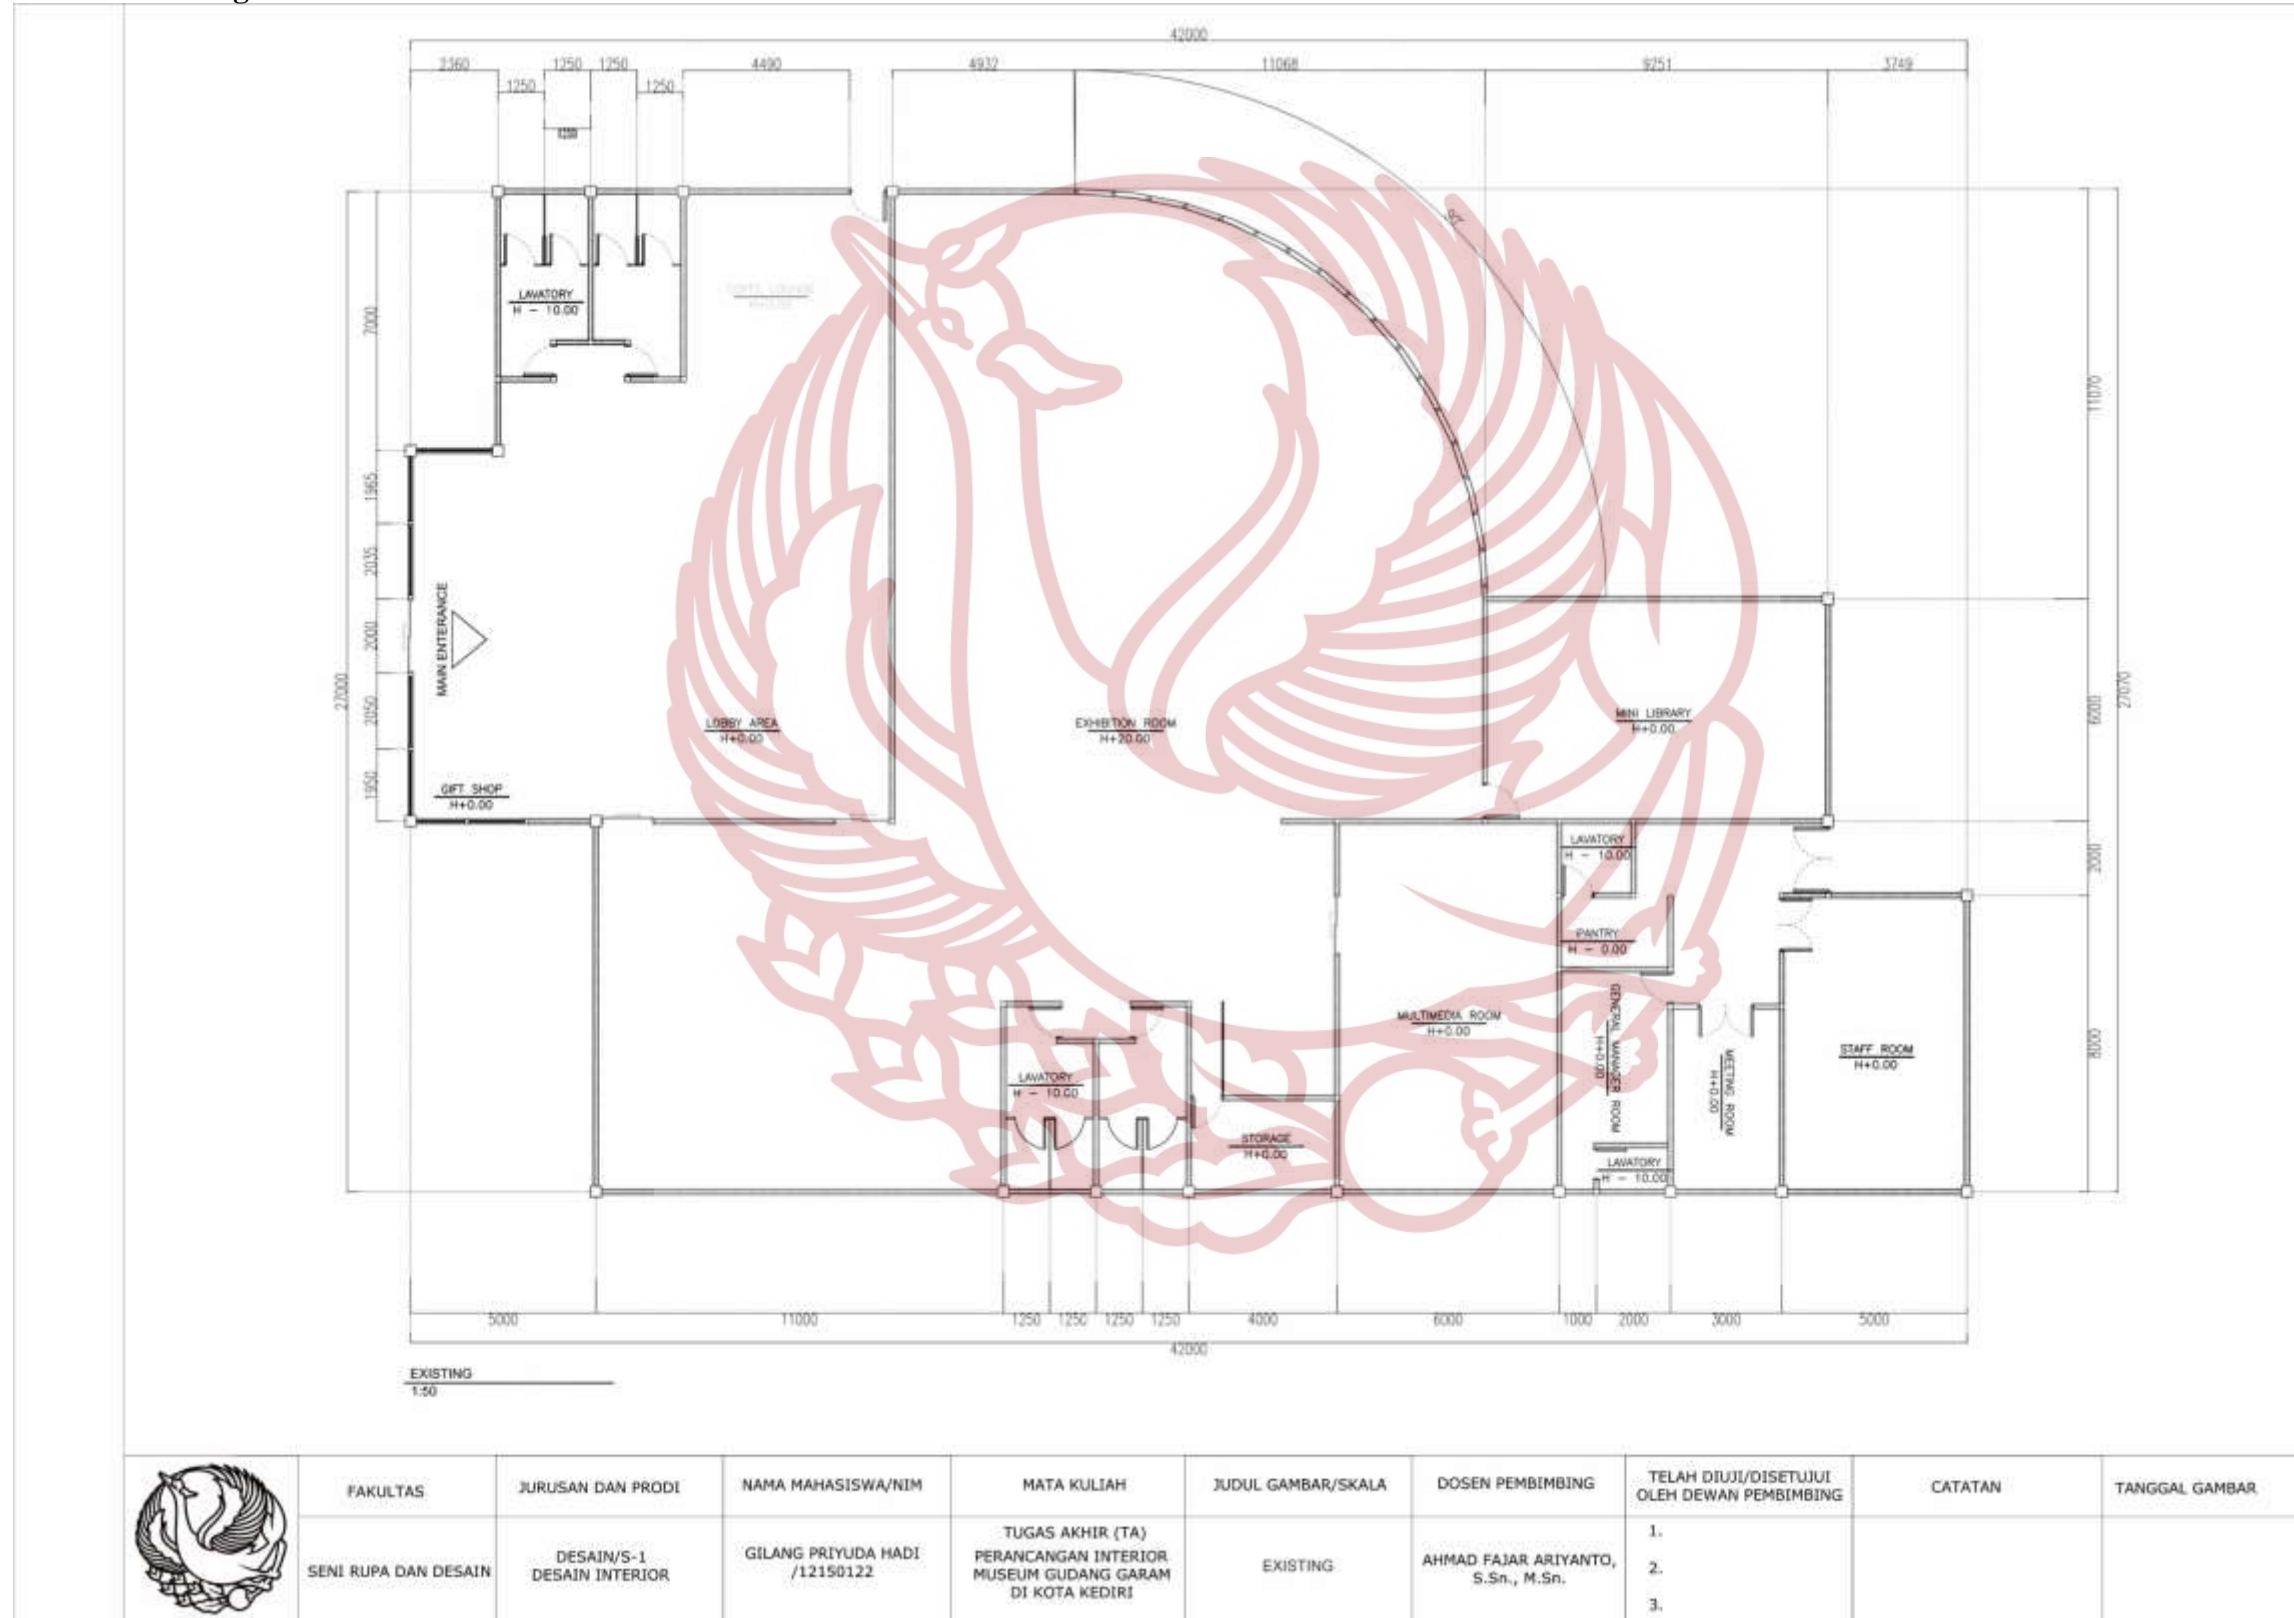 42000
2360
1250
1250
4490
4932
11068
9251
3749
1250
1250
7000
1965
2035
2000
2050
1950
27000
11070
6000
2000
8000
27070
LAVATORY
H - 10.00
MAIN ENTERANCE
LOBBY AREA
H+0.00
EXHIBITION ROOM
H+20.00
MINI LIBRARY
H+0.00
GIFT SHOP
H+0.00
LAVATORY
H - 10.00
PANTRY
H - 0.00
GENERAL MANAGER ROOM
H+0.00
MULTIMEDIA ROOM
H+0.00
MEETING ROOM
H+0.00
STAFF ROOM
H+0.00
LAVATORY
H - 10.00
STORAGE
H+0.00
LAVATORY
H - 10.00
5000
11000
1250
1250
1250
1250
4000
6000
1000
2000
3000
5000
42000
EXISTING
1:50
FAKULTAS
JURUSAN DAN PRODI
NAMA MAHASISWA/NIM
MATA KULIAH
JUDUL GAMBAR/SKALA
DOSEN PEMBIMBING
TELAH DIUJI/DISETUJUI
OLEH DEWAN PEMBIMBING
CATATAN
TANGGAL GAMBAR
SENI RUPA DAN DESAIN
DESAIN/S-1
DESAIN INTERIOR
GILANG PRIYUDA HADI
/12150122
TUGAS AKHIR (TA)
PERANCANGAN INTERIOR
MUSEUM GUDANG GARAM
DI KOTA KEDIRI
EXISTING
AHMAD FAJAR ARIYANTO,
S.Sn., M.Sn.
1.
2.
3.